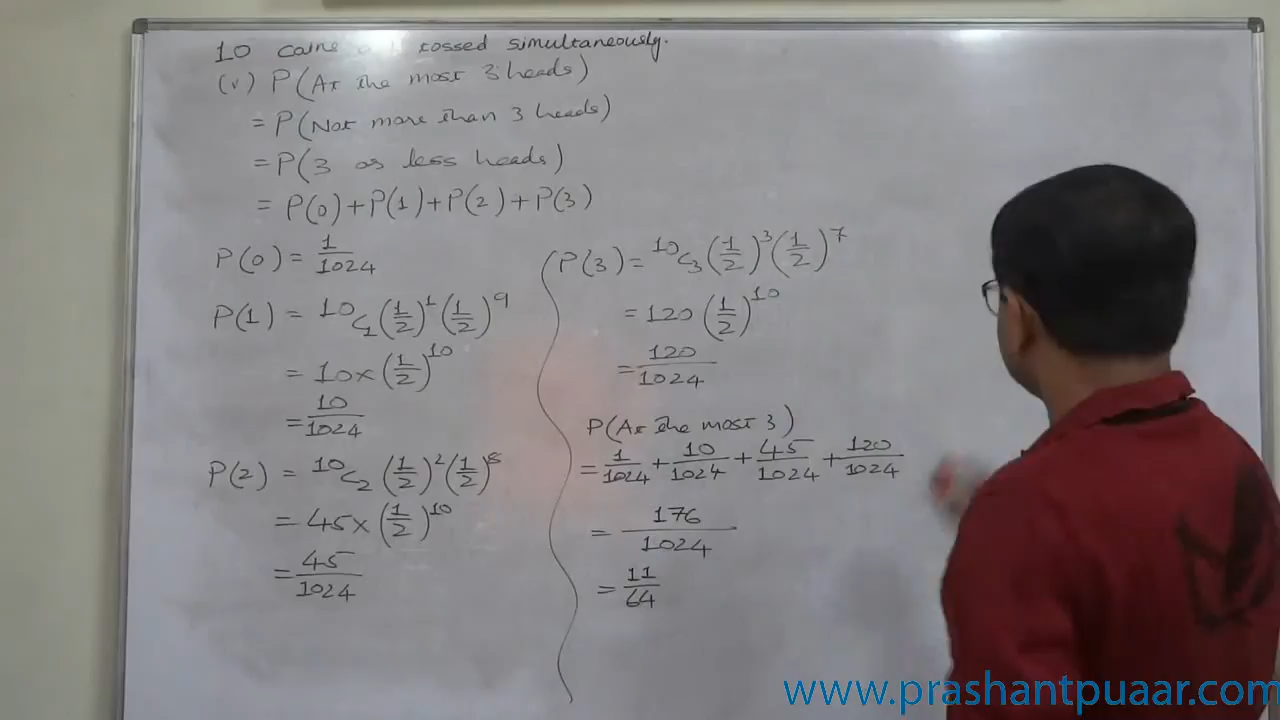 10 coins tossed simultaneously.
(v) P(At the most 3 heads)
= P(Not more than 3 heads)
= P(3 or less heads)
= P(0)+P(1)+P(2)+P(3)
P(0) = 1/1024
P(1) = ¹⁰C₁(1/2)¹(1/2)⁹
= 10×(1/2)¹⁰
= 10/1024
P(2) = ¹⁰C₂(1/2)²(1/2)⁸
= 45×(1/2)¹⁰
= 45/1024
P(3) = ¹⁰C₃(1/2)³(1/2)⁷
= 120(1/2)¹⁰
= 120/1024
P(At the most 3)
= 1/1024 + 10/1024 + 45/1024 + 120/1024
= 176/1024
= 11/64
www.prashantpuaar.com